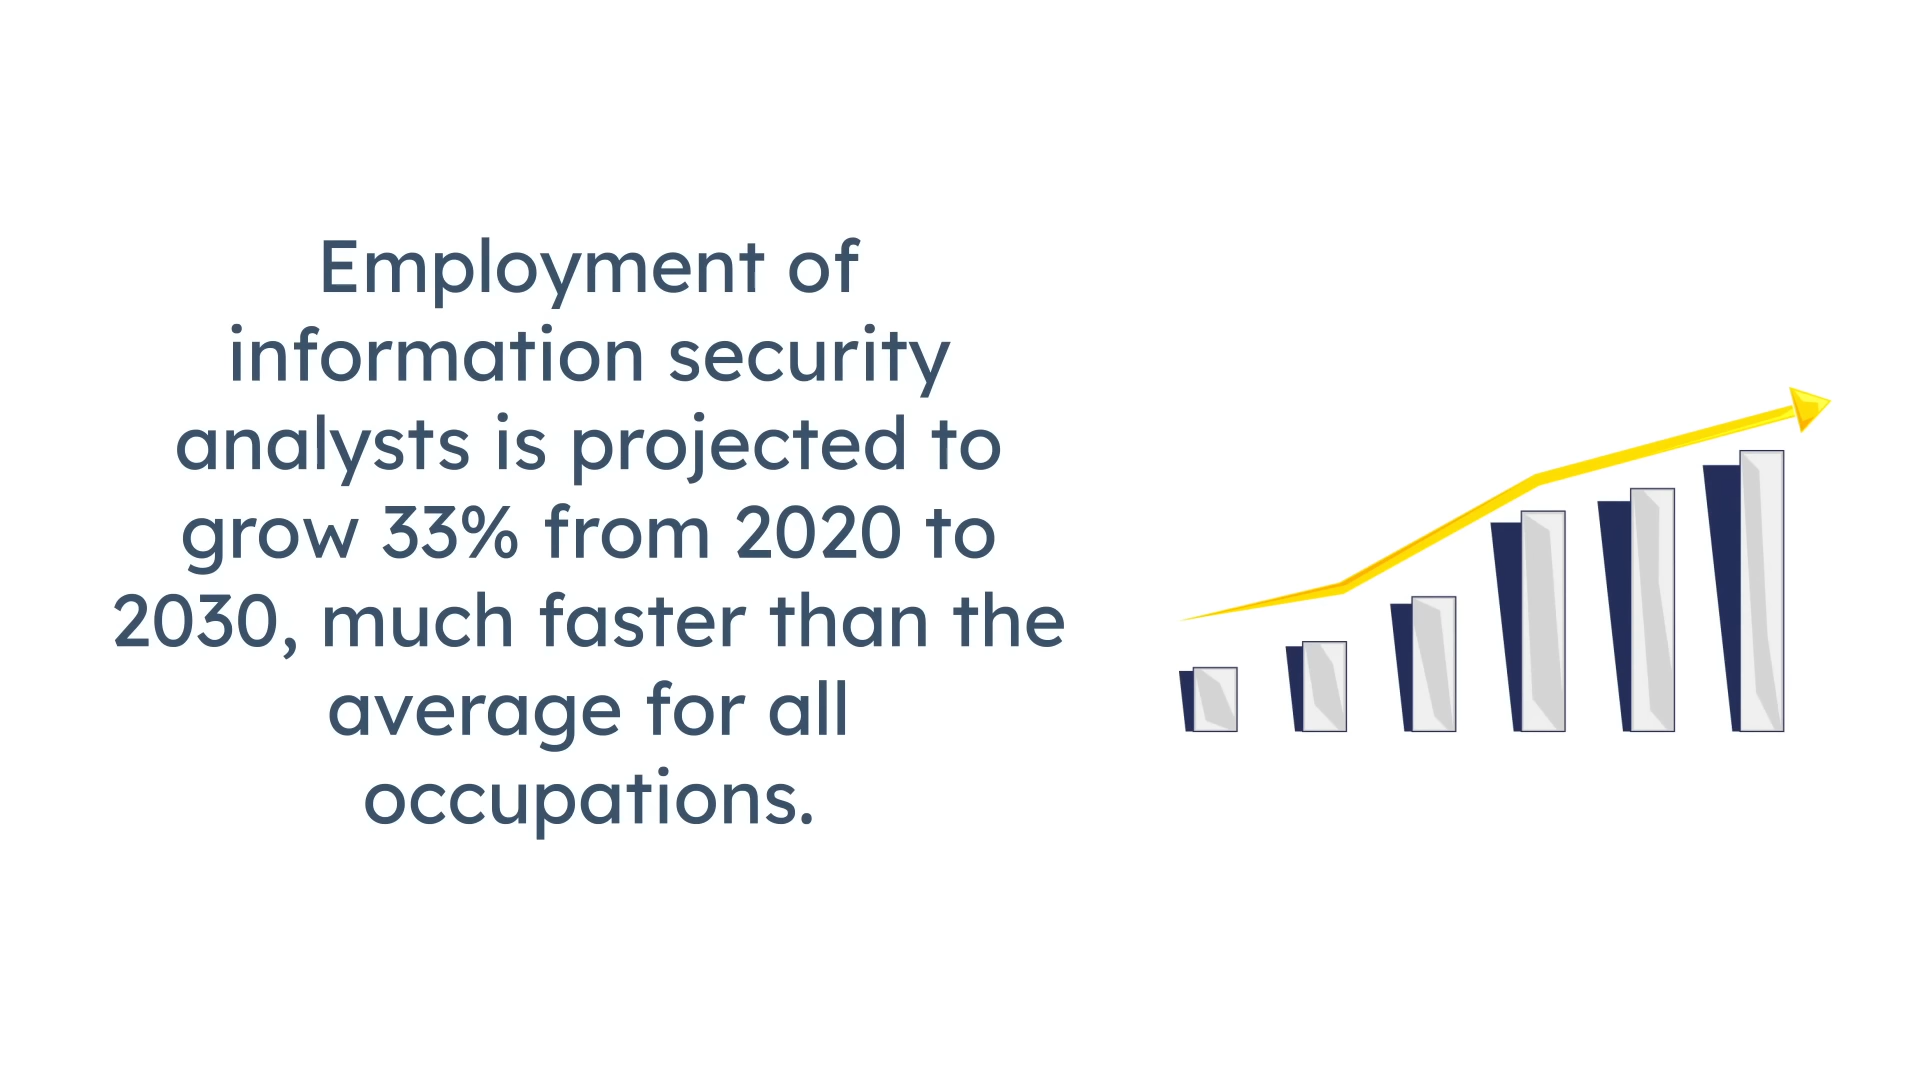 Employment of
information security
analysts is projected to
grow 33% from 2020 to
2030, much faster than the
average for all
occupations.